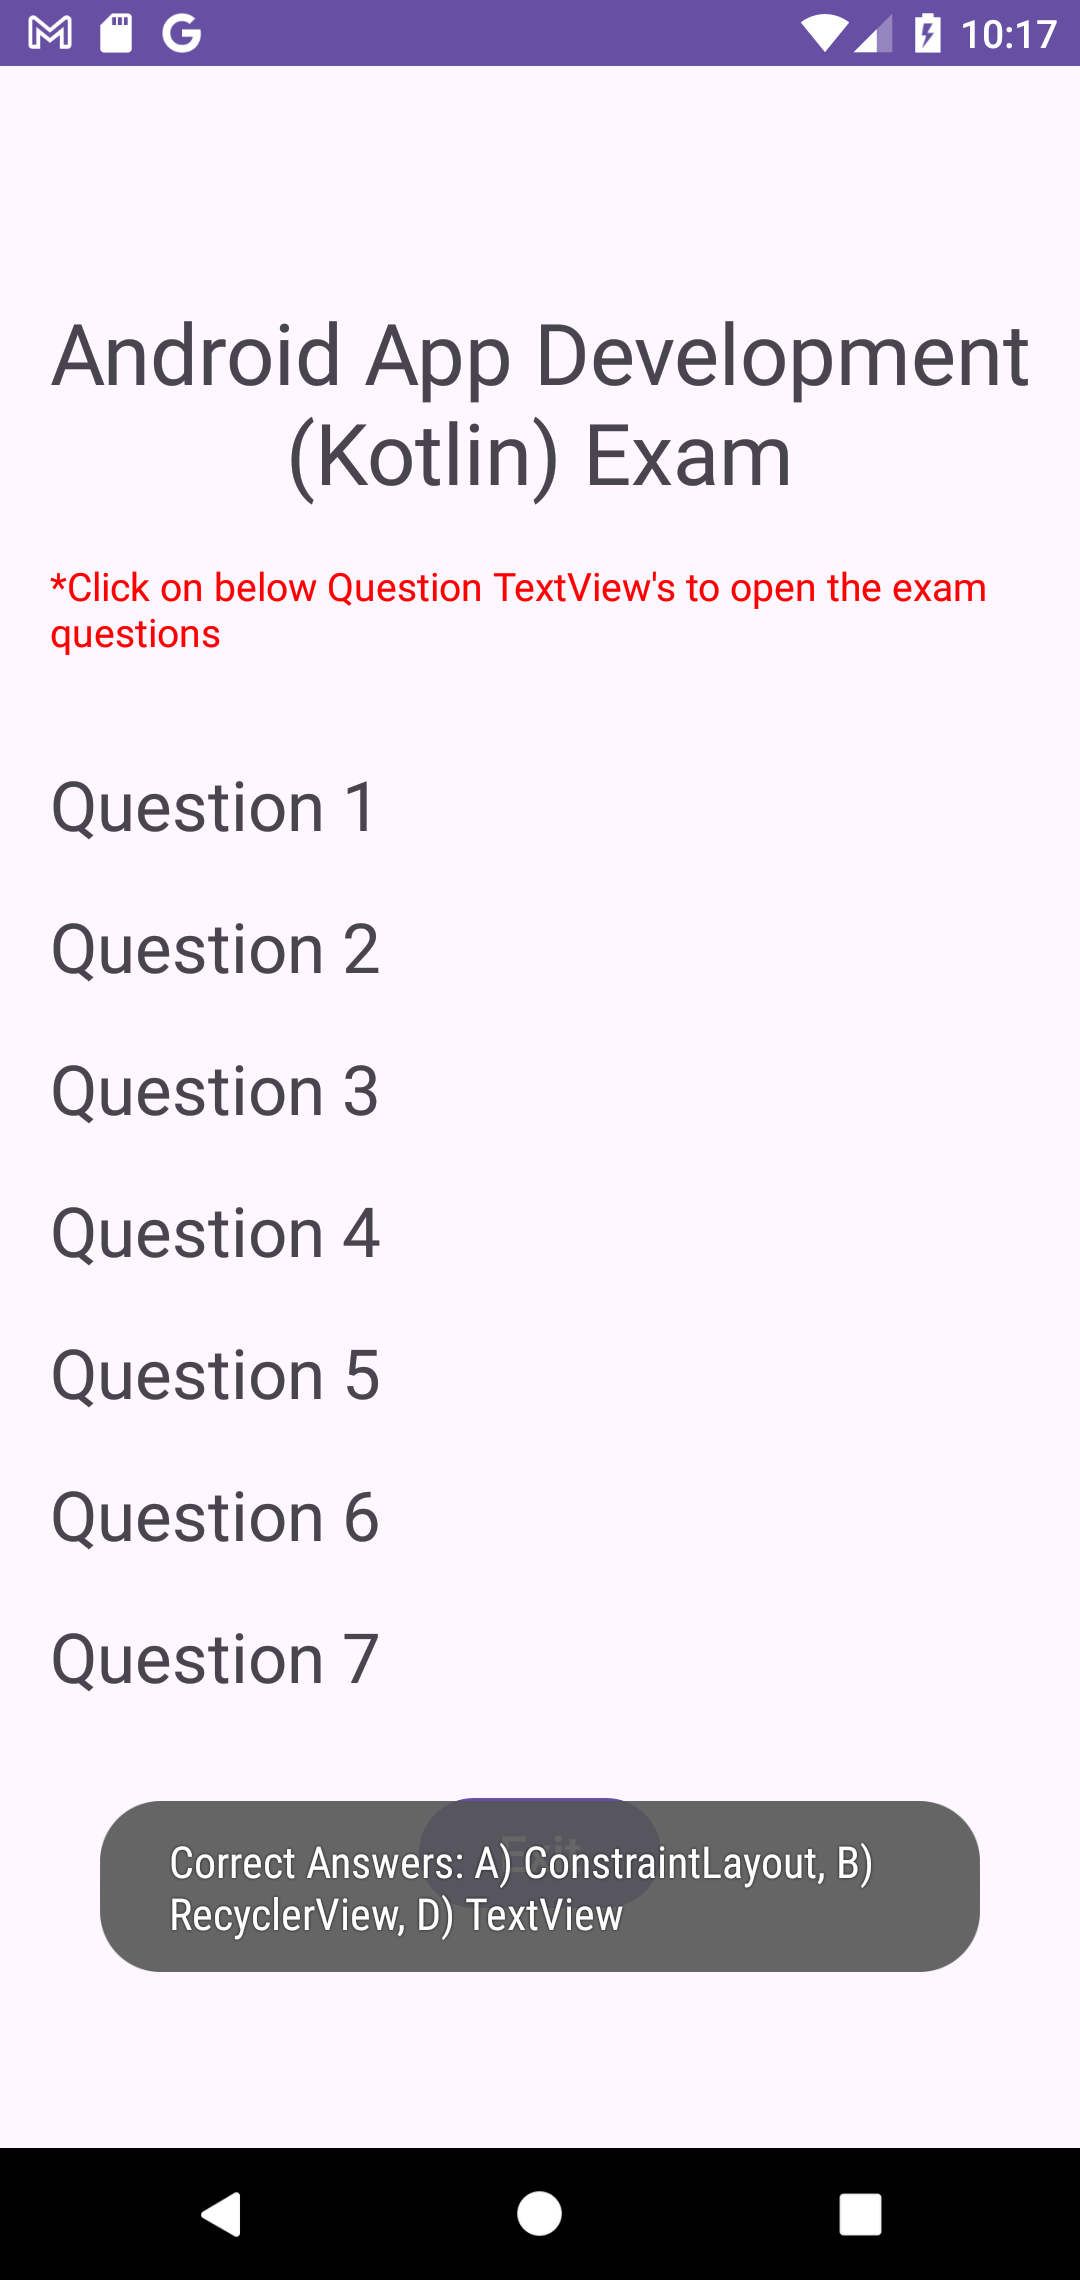 10:17
Android App Development
(Kotlin) Exam
*Click on below Question TextView's to open the exam
questions
Question 1
Question 2
Question 3
Question 4
Question 5
Question 6
Question 7
Exit
Correct Answers: A) ConstraintLayout, B)
RecyclerView, D) TextView